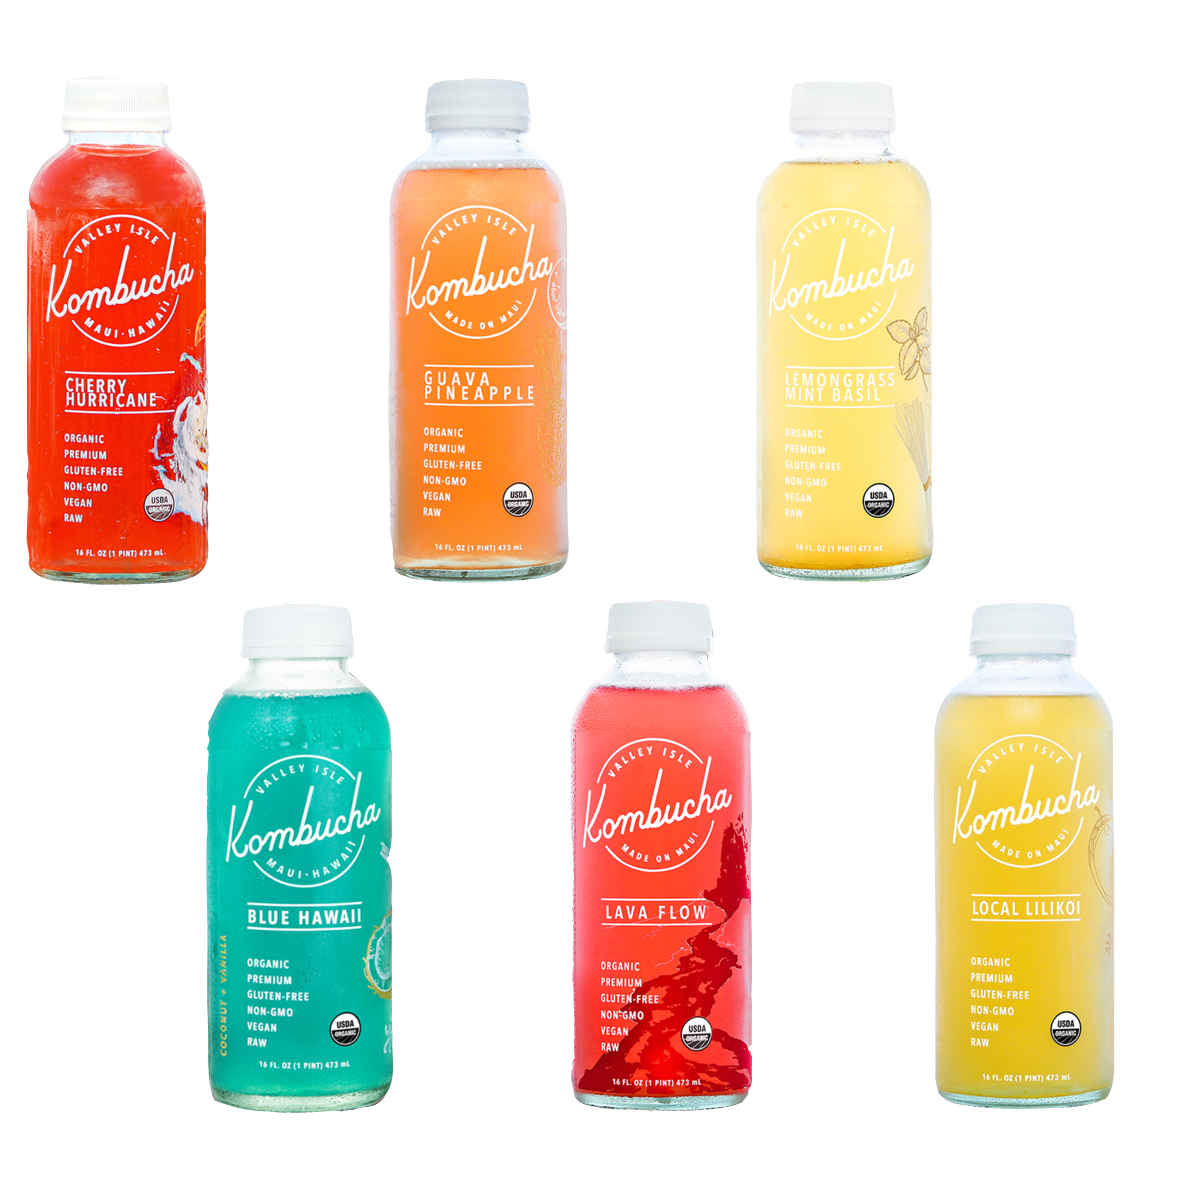 VALLEY ISLE
Kombucha
MAUI · HAWAII
CHERRY
HURRICANE
ORGANIC
PREMIUM
GLUTEN-FREE
NON-GMO
VEGAN
RAW
USDA
ORGANIC
16 FL. OZ (1 PINT) 473 mL
VALLEY ISLE
Kombucha
MADE ON MAUI
GUAVA
PINEAPPLE
ORGANIC
PREMIUM
GLUTEN-FREE
NON-GMO
VEGAN
RAW
USDA
ORGANIC
16 FL. OZ (1 PINT) 473 mL
VALLEY ISLE
Kombucha
MADE ON MAUI
LEMONGRASS
MINT BASIL
ORGANIC
PREMIUM
GLUTEN-FREE
NON-GMO
VEGAN
RAW
USDA
ORGANIC
16 FL. OZ (1 PINT) 473 mL
VALLEY ISLE
Kombucha
MAUI · HAWAII
BLUE HAWAII
COCONUT + VANILLA
ORGANIC
PREMIUM
GLUTEN-FREE
NON-GMO
VEGAN
RAW
USDA
ORGANIC
16 FL. OZ (1 PINT) 473 mL
VALLEY ISLE
Kombucha
MADE ON MAUI
LAVA FLOW
ORGANIC
PREMIUM
GLUTEN-FREE
NON-GMO
VEGAN
RAW
USDA
ORGANIC
16 FL. OZ (1 PINT) 473 mL
VALLEY ISLE
Kombucha
MADE ON MAUI
LOCAL LILIKOI
ORGANIC
PREMIUM
GLUTEN-FREE
NON-GMO
VEGAN
RAW
USDA
ORGANIC
16 FL. OZ (1 PINT) 473 mL